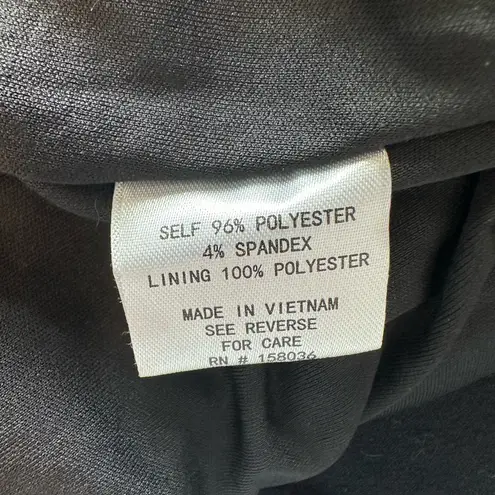 SELF 96% POLYESTER
4% SPANDEX
LINING 100% POLYESTER
MADE IN VIETNAM
SEE REVERSE
FOR CARE
RN # 158036